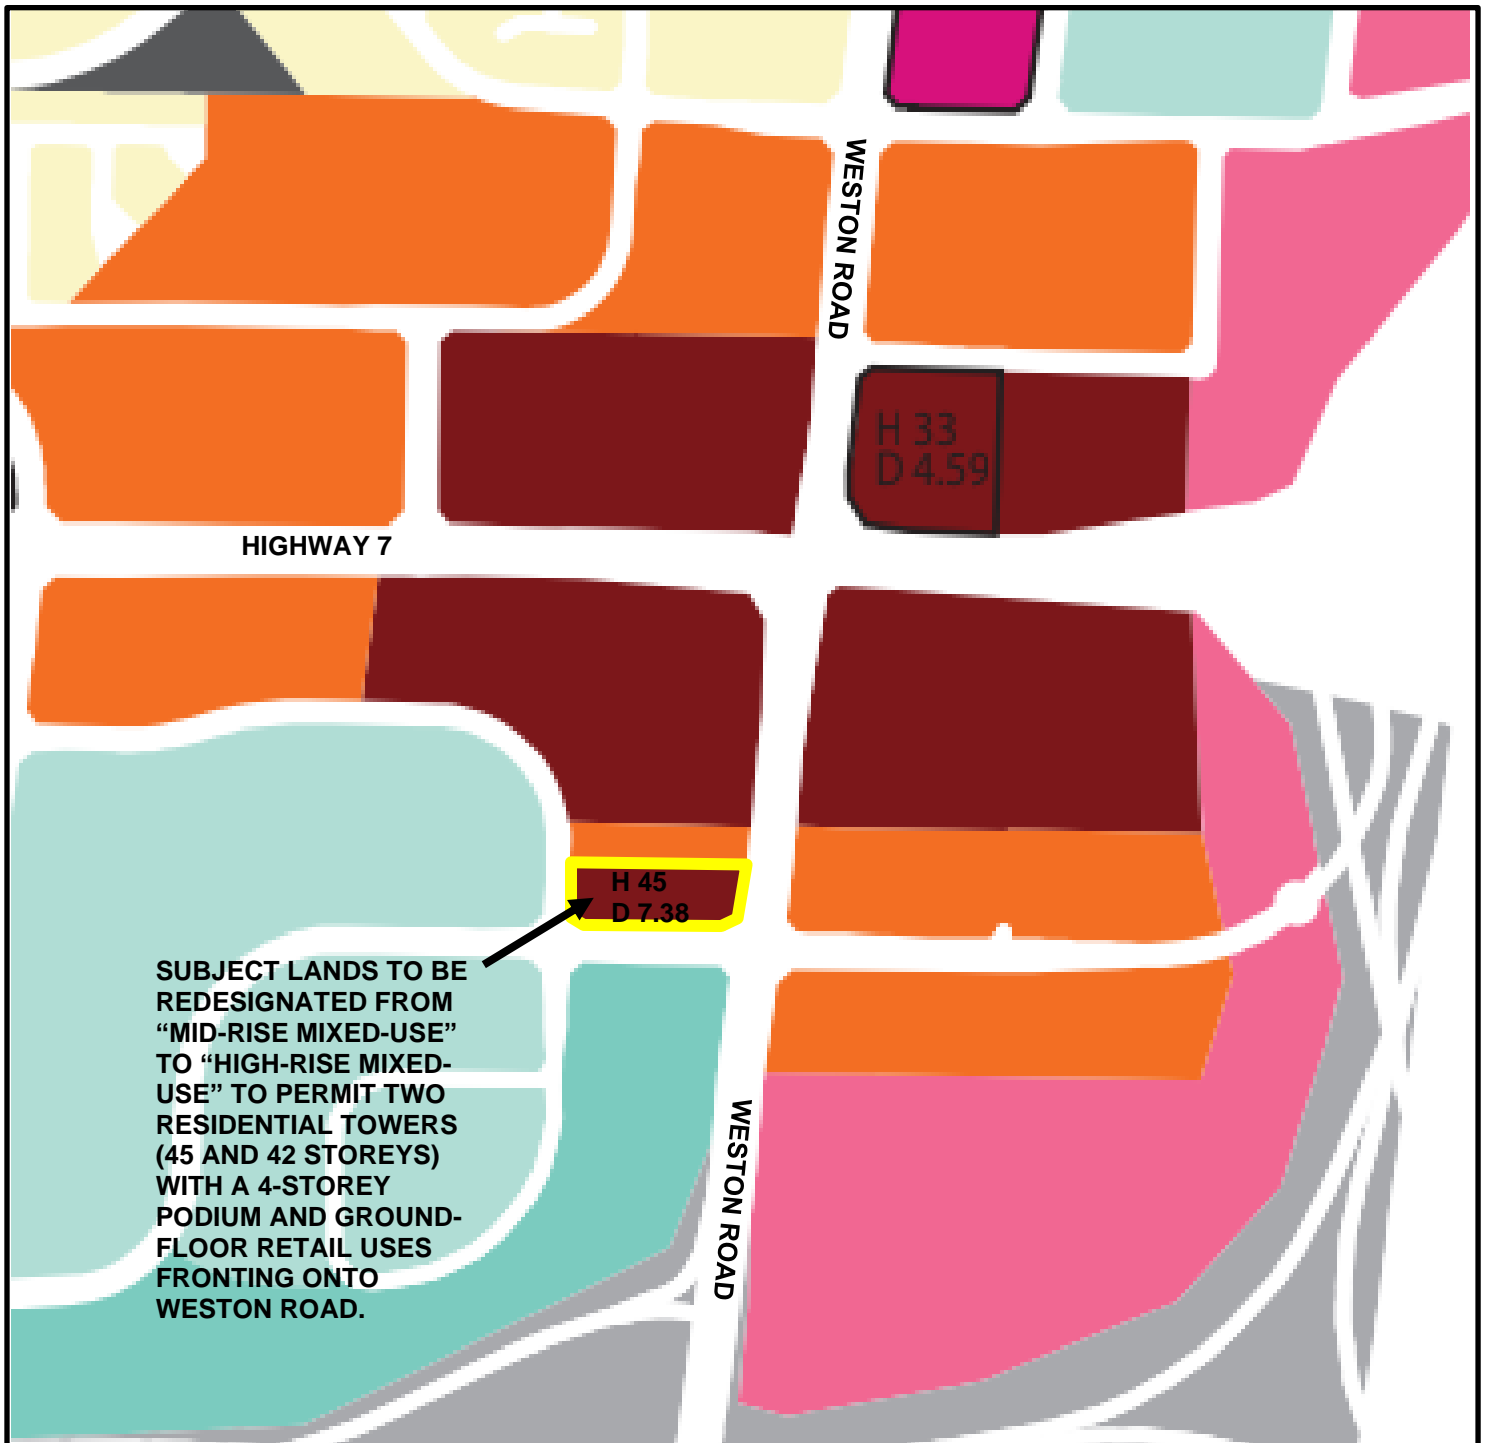 WESTON ROAD
H 33
D 4.59
HIGHWAY 7
H 45
D 7.38
SUBJECT LANDS TO BE
REDESIGNATED FROM
“MID-RISE MIXED-USE”
TO “HIGH-RISE MIXED-
USE” TO PERMIT TWO
RESIDENTIAL TOWERS
(45 AND 42 STOREYS)
WITH A 4-STOREY
PODIUM AND GROUND-
FLOOR RETAIL USES
FRONTING ONTO
WESTON ROAD.
WESTON ROAD